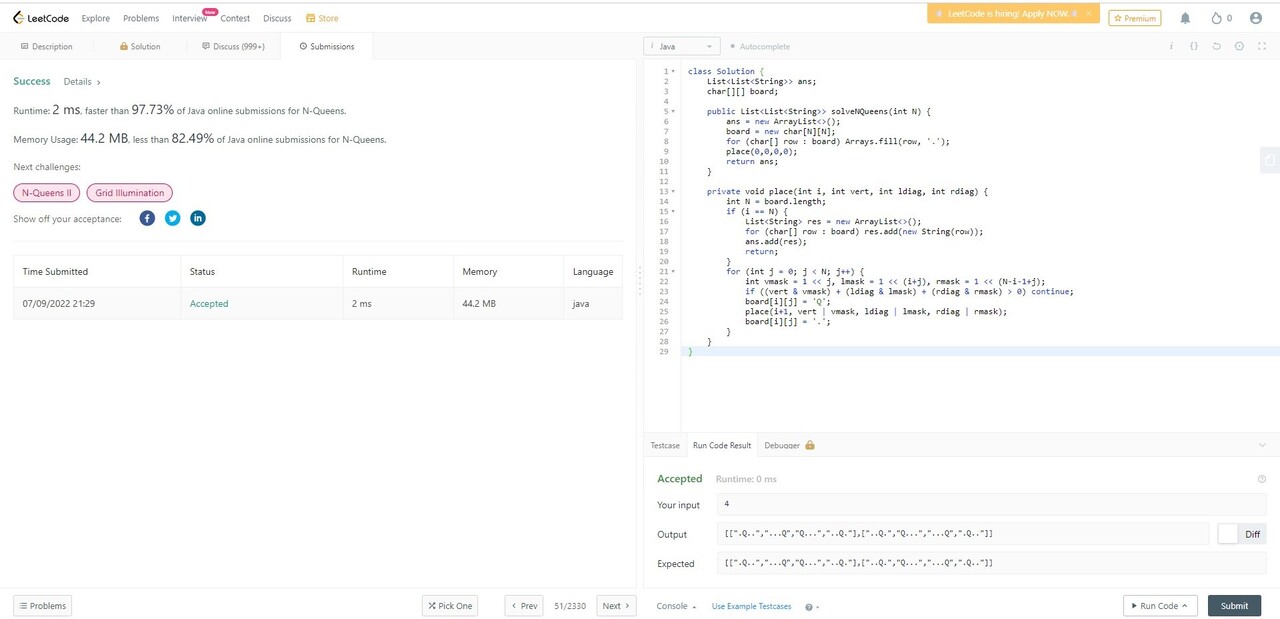 LeetCode Explore Problems Interview New Contest Discuss Store LeetCode is hiring! Apply NOW. × Premium 0
Description Solution Discuss (999+) Submissions
Success Details >
Runtime: 2 ms, faster than 97.73% of Java online submissions for N-Queens.
Memory Usage: 44.2 MB, less than 82.49% of Java online submissions for N-Queens.
Next challenges:
N-Queens II Grid Illumination
Show off your acceptance:
Time Submitted Status Runtime Memory Language
07/09/2022 21:29 Accepted 2 ms 44.2 MB java
Problems Pick One < Prev 51/2330 Next >
i Java Autocomplete i {}
1 class Solution {
2 List<List<String>> ans;
3 char[][] board;
4
5 public List<List<String>> solveNQueens(int N) {
6 ans = new ArrayList<>();
7 board = new char[N][N];
8 for (char[] row : board) Arrays.fill(row, '.');
9 place(0,0,0,0);
10 return ans;
11 }
12
13 private void place(int i, int vert, int ldiag, int rdiag) {
14 int N = board.length;
15 if (i == N) {
16 List<String> res = new ArrayList<>();
17 for (char[] row : board) res.add(new String(row));
18 ans.add(res);
19 return;
20 }
21 for (int j = 0; j < N; j++) {
22 int vmask = 1 << j, lmask = 1 << (i+j), rmask = 1 << (N-i-1+j);
23 if ((vert & vmask) + (ldiag & lmask) + (rdiag & rmask) > 0) continue;
24 board[i][j] = 'Q';
25 place(i+1, vert | vmask, ldiag | lmask, rdiag | rmask);
26 board[i][j] = '.';
27 }
28 }
29 }
Testcase Run Code Result Debugger
Accepted Runtime: 0 ms
Your input 4
Output [[".Q..","...Q","Q...","..Q."],["..Q.","Q...","...Q",".Q.."]] Diff
Expected [[".Q..","...Q","Q...","..Q."],["..Q.","Q...","...Q",".Q.."]]
Console Use Example Testcases Run Code Submit